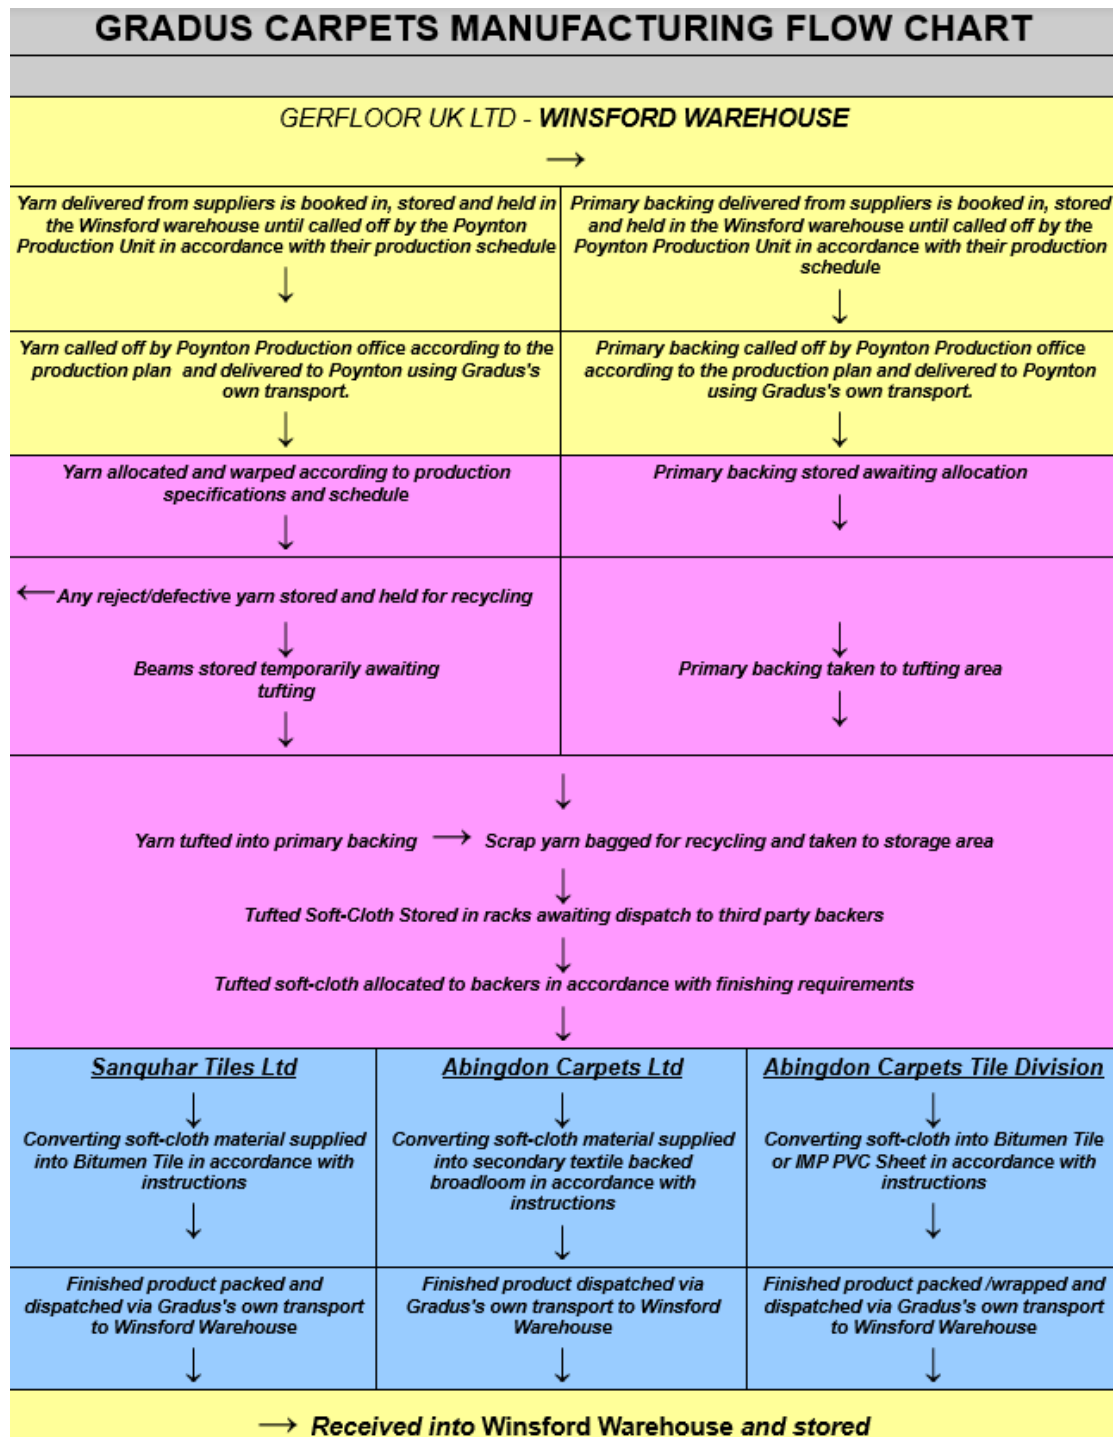 GRADUS CARPETS MANUFACTURING FLOW CHART
GERFLOOR UK LTD - WINSFORD WAREHOUSE
→
Yarn delivered from suppliers is booked in, stored and held in
the Winsford warehouse until called off by the Poynton
Production Unit in accordance with their production schedule
↓
Primary backing delivered from suppliers is booked in, stored
and held in the Winsford warehouse until called off by the
Poynton Production Unit in accordance with their production
schedule
↓
Yarn called off by Poynton Production office according to the
production plan and delivered to Poynton using Gradus's
own transport.
↓
Primary backing called off by Poynton Production office
according to the production plan and delivered to Poynton
using Gradus's own transport.
↓
Yarn allocated and warped according to production
specifications and schedule
↓
Primary backing stored awaiting allocation
↓
← Any reject/defective yarn stored and held for recycling
↓
Beams stored temporarily awaiting
tufting
↓
↓
Primary backing taken to tufting area
↓
↓
Yarn tufted into primary backing → Scrap yarn bagged for recycling and taken to storage area
↓
Tufted Soft-Cloth Stored in racks awaiting dispatch to third party backers
↓
Tufted soft-cloth allocated to backers in accordance with finishing requirements
↓
Sanquhar Tiles Ltd
↓
Converting soft-cloth material supplied
into Bitumen Tile in accordance with
instructions
↓
Abingdon Carpets Ltd
↓
Converting soft-cloth material supplied
into secondary textile backed
broadloom in accordance with
instructions
↓
Abingdon Carpets Tile Division
↓
Converting soft-cloth into Bitumen Tile
or IMP PVC Sheet in accordance with
instructions
↓
Finished product packed and
dispatched via Gradus's own transport
to Winsford Warehouse
↓
Finished product dispatched via
Gradus's own transport to Winsford
Warehouse
↓
Finished product packed /wrapped and
dispatched via Gradus's own transport
to Winsford Warehouse
↓
→ Received into Winsford Warehouse and stored